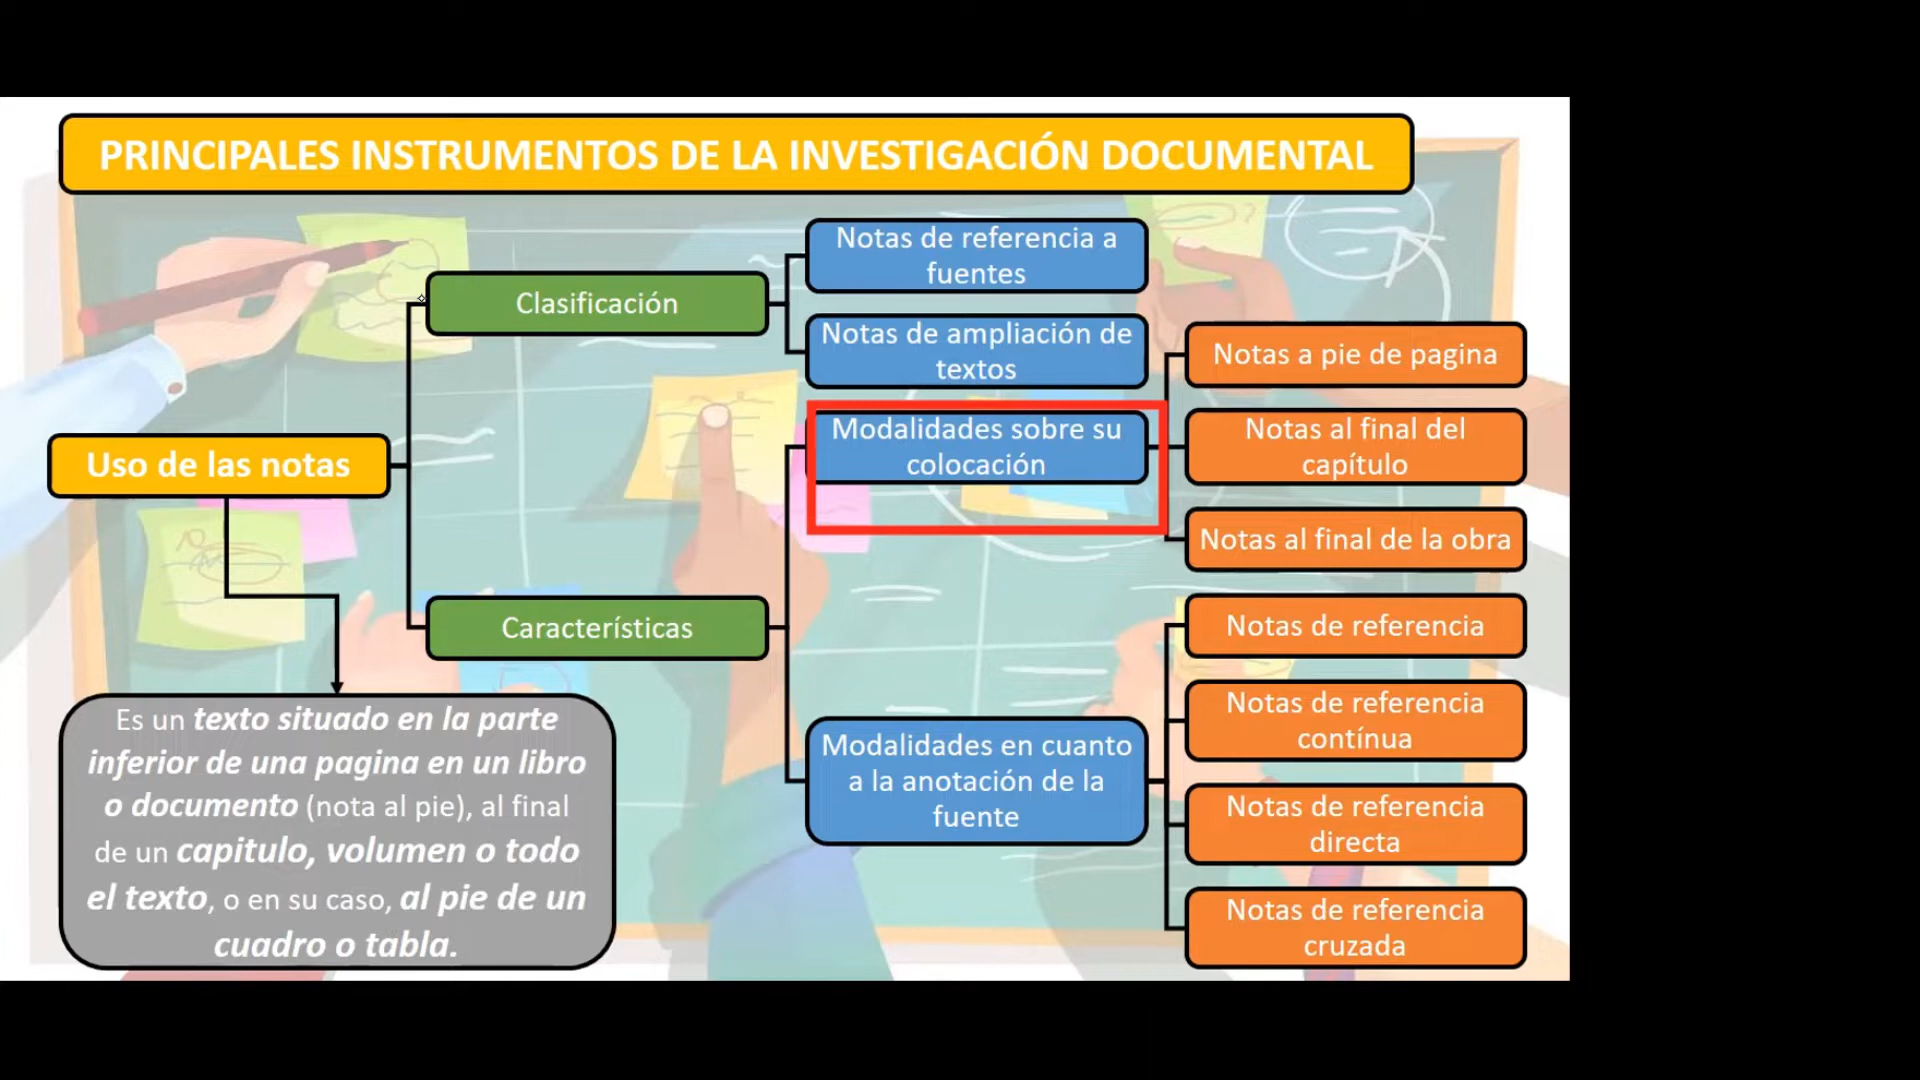 PRINCIPALES INSTRUMENTOS DE LA INVESTIGACIÓN DOCUMENTAL
Uso de las notas
Es un texto situado en la parte
inferior de una pagina en un libro
o documento (nota al pie), al final
de un capitulo, volumen o todo
el texto, o en su caso, al pie de un
cuadro o tabla.
Clasificación
Notas de referencia a
fuentes
Notas de ampliación de
textos
Características
Modalidades sobre su
colocación
Notas a pie de pagina
Notas al final del
capítulo
Notas al final de la obra
Modalidades en cuanto
a la anotación de la
fuente
Notas de referencia
Notas de referencia
contínua
Notas de referencia
directa
Notas de referencia
cruzada